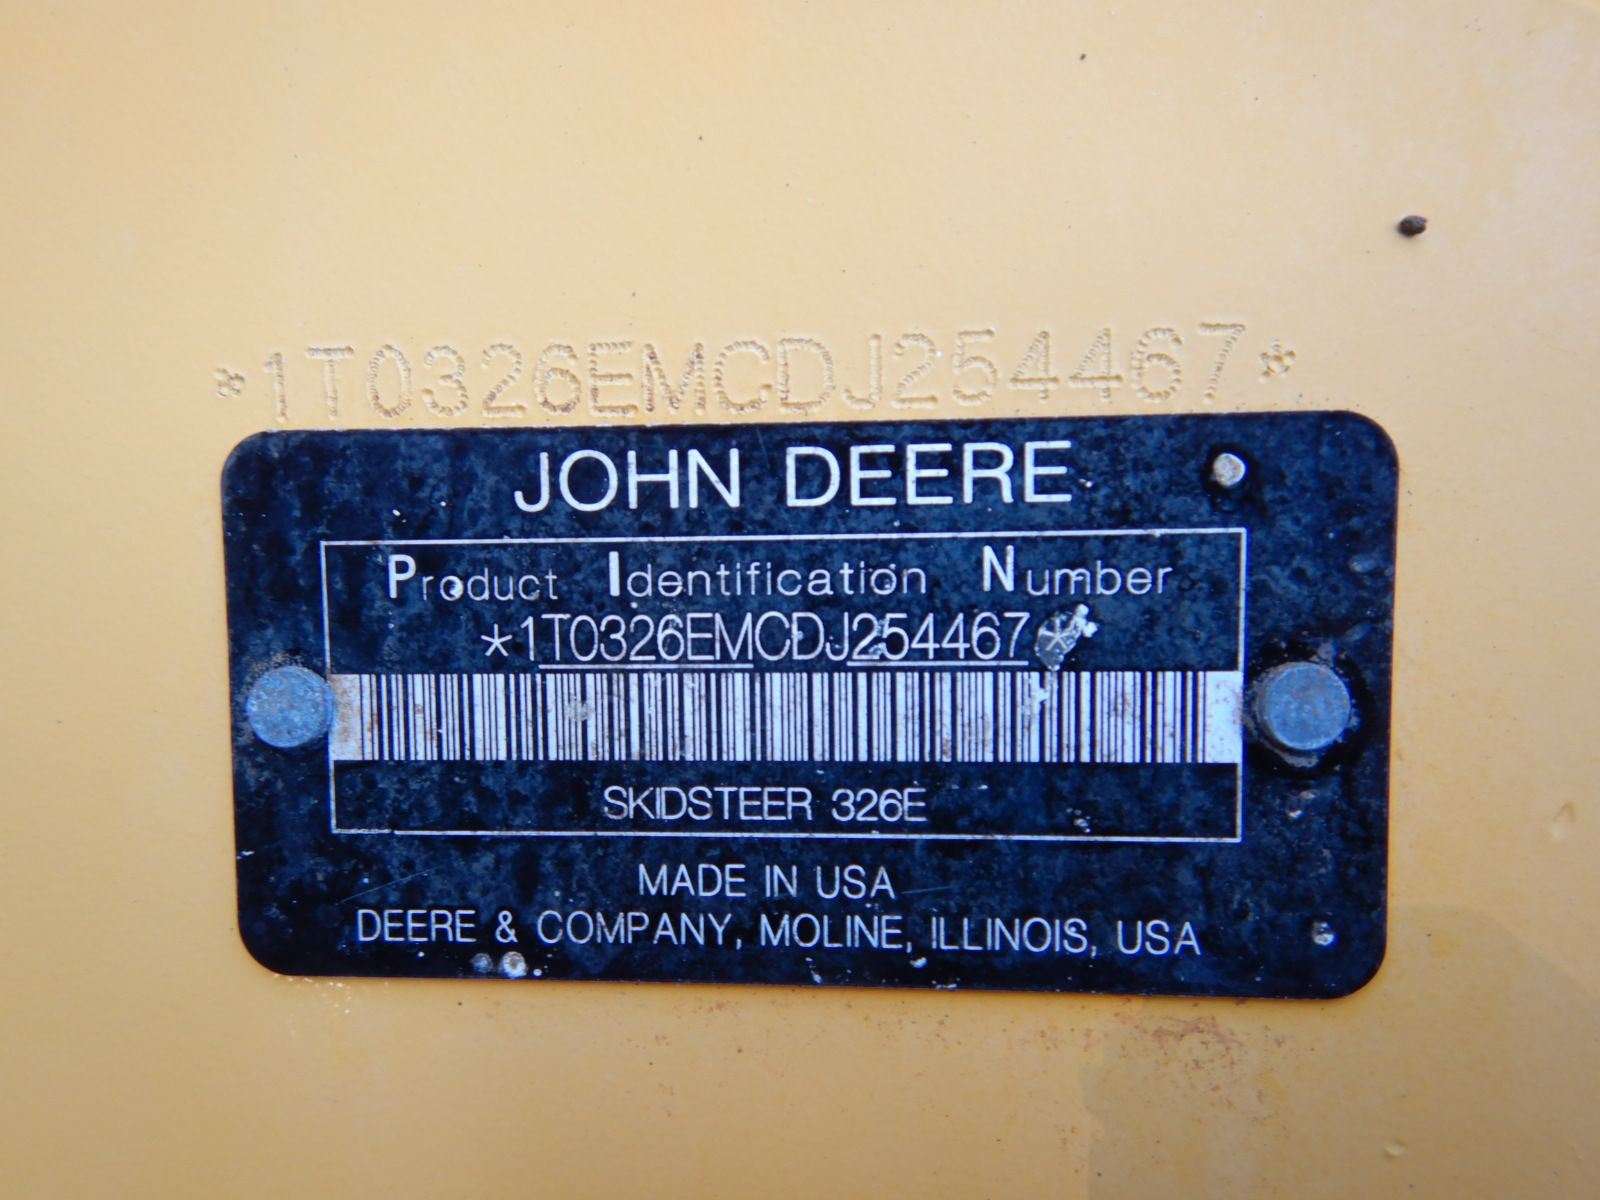 *1T0326EMCDJ254467*
JOHN DEERE
Product Identification Number
*1T0326EMCDJ254467*
SKIDSTEER 326E
MADE IN USA
DEERE & COMPANY, MOLINE, ILLINOIS, USA